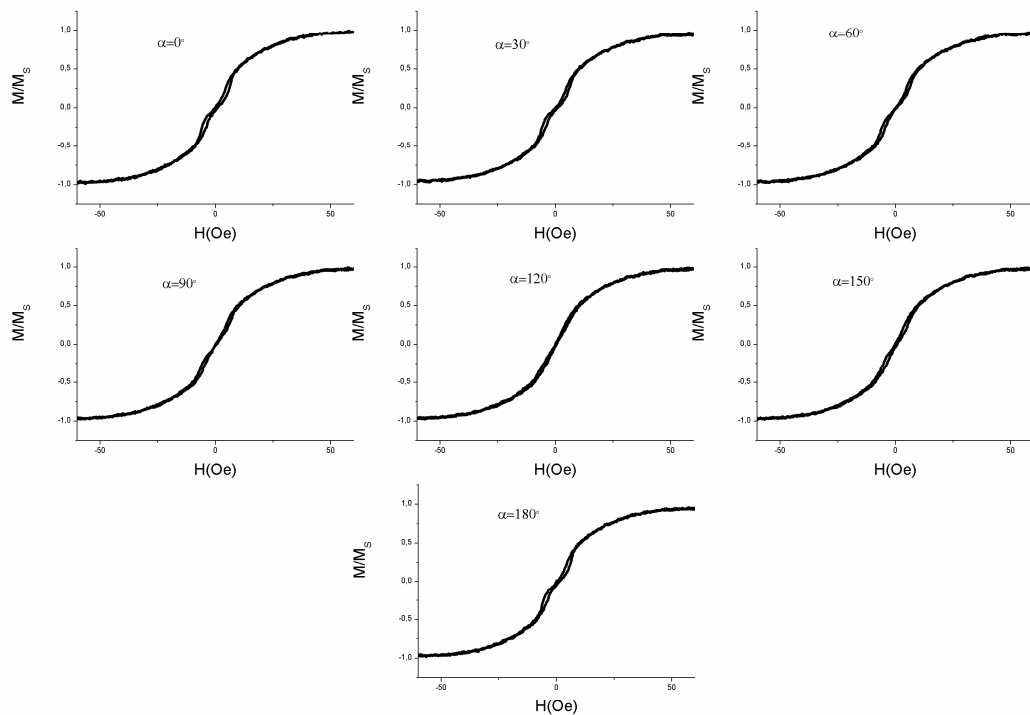 M/M_S
1,0
0,5
0,0
-0,5
-1,0
α=0°
-50 0 50
H(Oe)
M/M_S
1,0
0,5
0,0
-0,5
-1,0
α=30°
-50 0 50
H(Oe)
M/M_S
1,0
0,5
0,0
-0,5
-1,0
α=60°
-50 0 50
H(Oe)
M/M_S
1,0
0,5
0,0
-0,5
-1,0
α=90°
-50 0 50
H(Oe)
M/M_S
1,0
0,5
0,0
-0,5
-1,0
α=120°
-50 0 50
H(Oe)
M/M_S
1,0
0,5
0,0
-0,5
-1,0
α=150°
-50 0 50
H(Oe)
M/M_S
1,0
0,5
0,0
-0,5
-1,0
α=180°
-50 0 50
H(Oe)